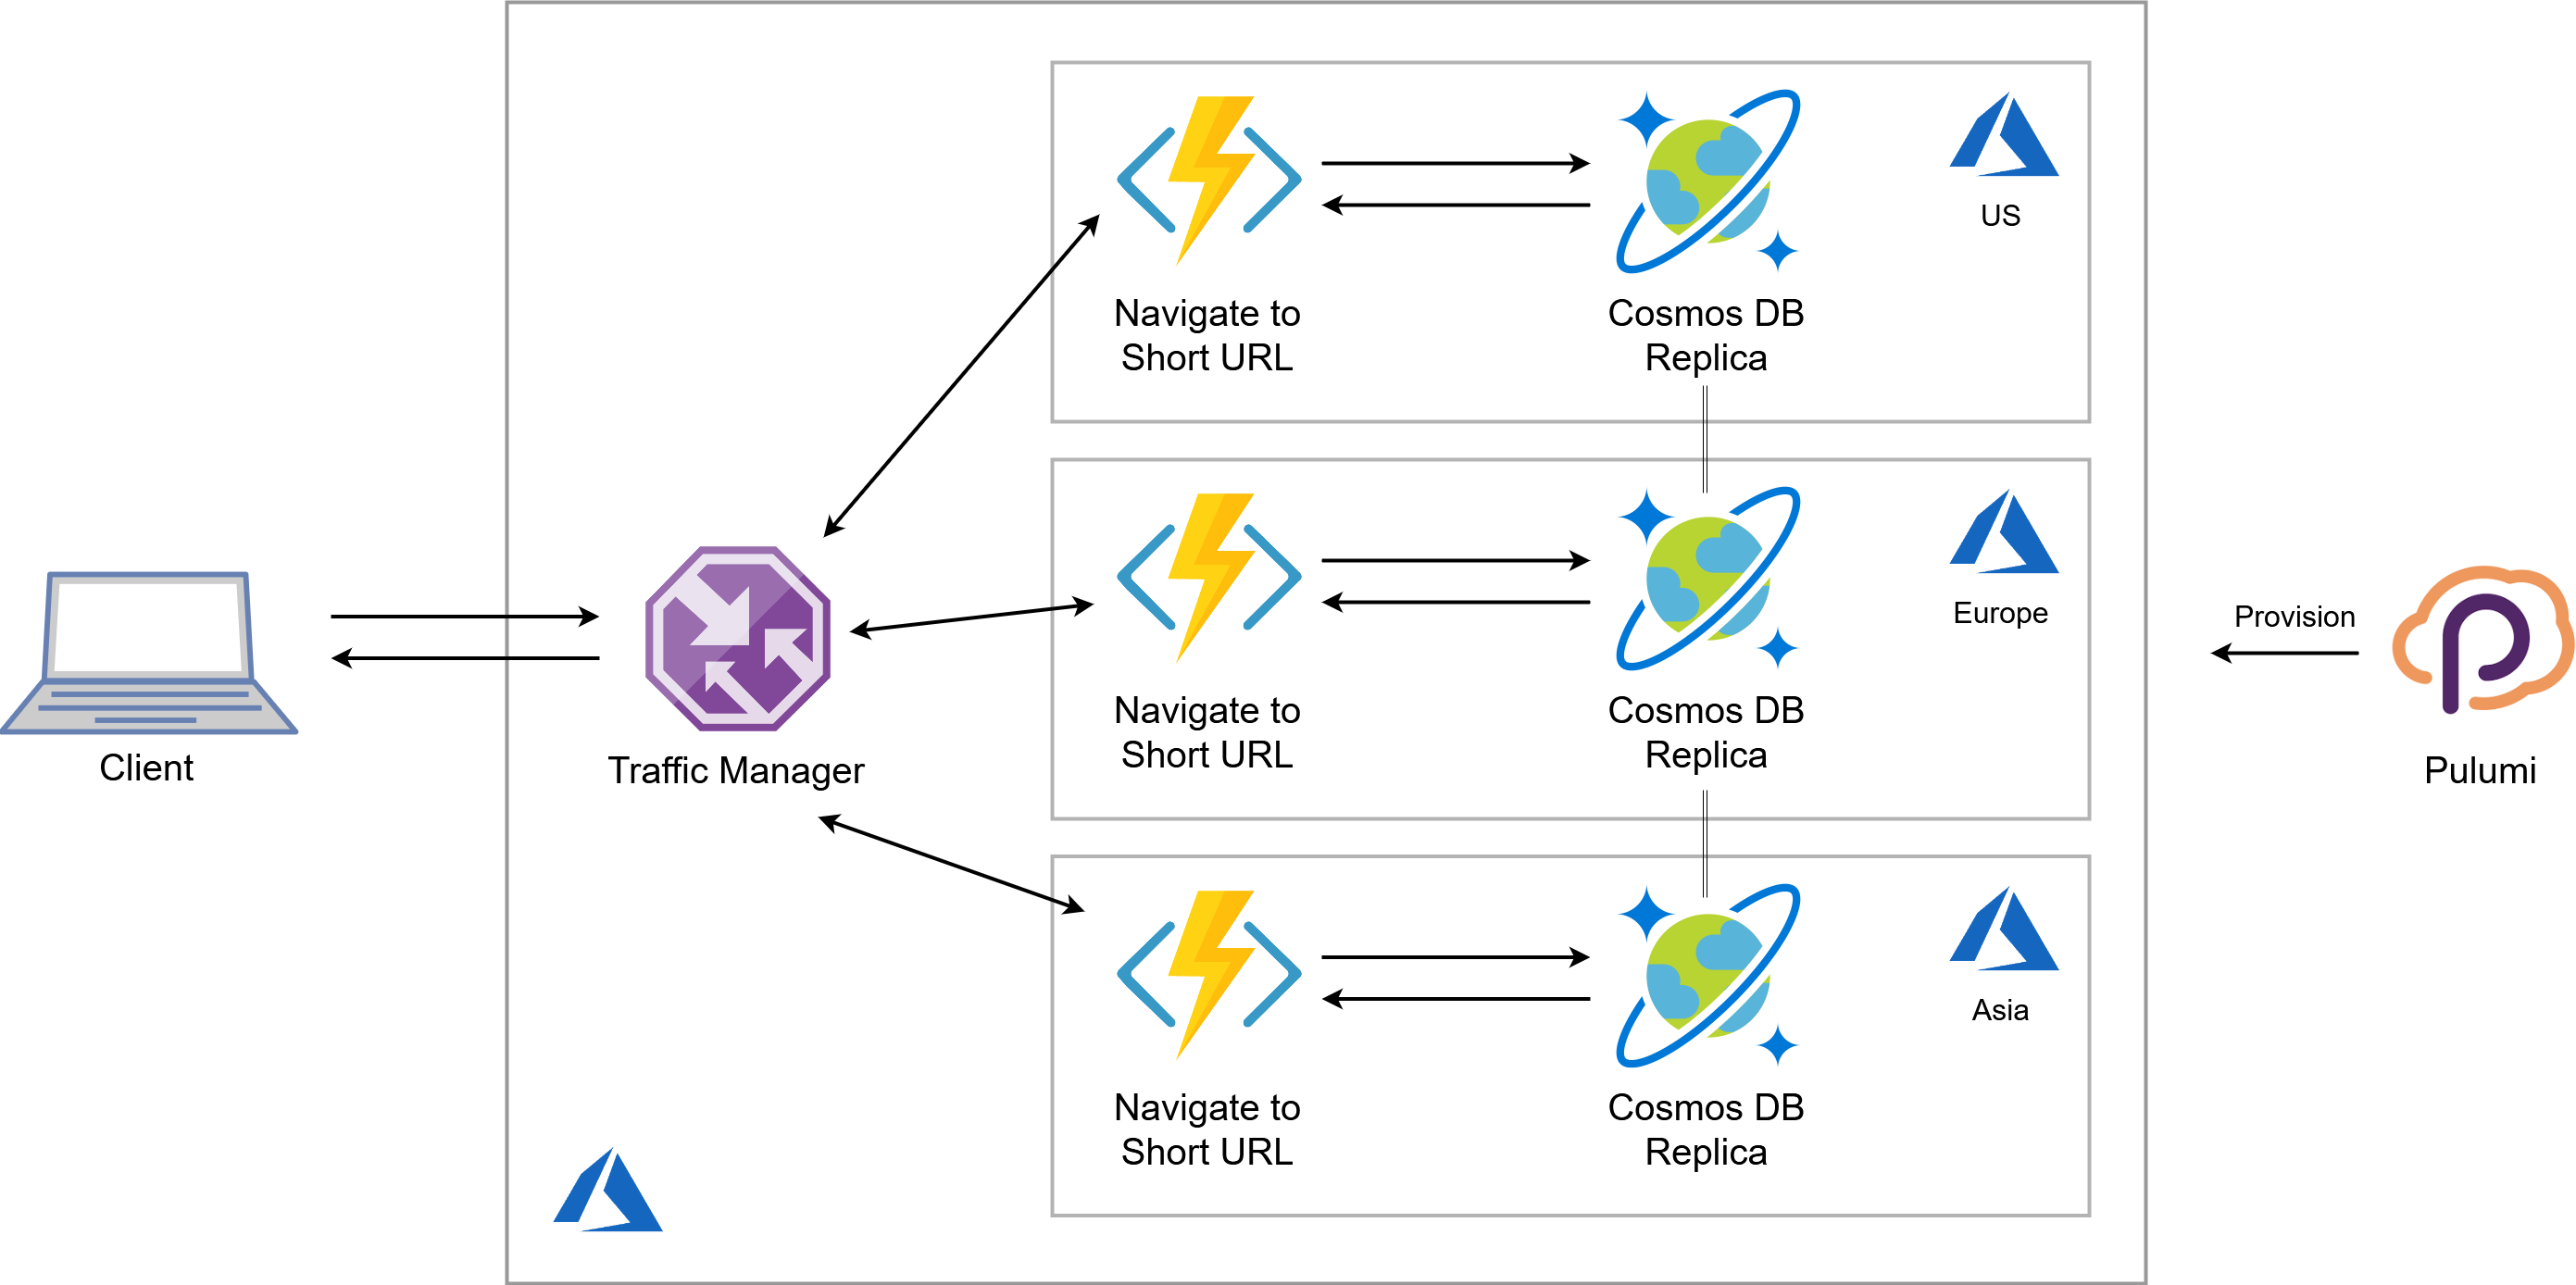 Navigate to
Short URL
Cosmos DB
Replica
US
Navigate to
Short URL
Cosmos DB
Replica
Europe
Navigate to
Short URL
Cosmos DB
Replica
Asia
Client
Traffic Manager
Provision
Pulumi